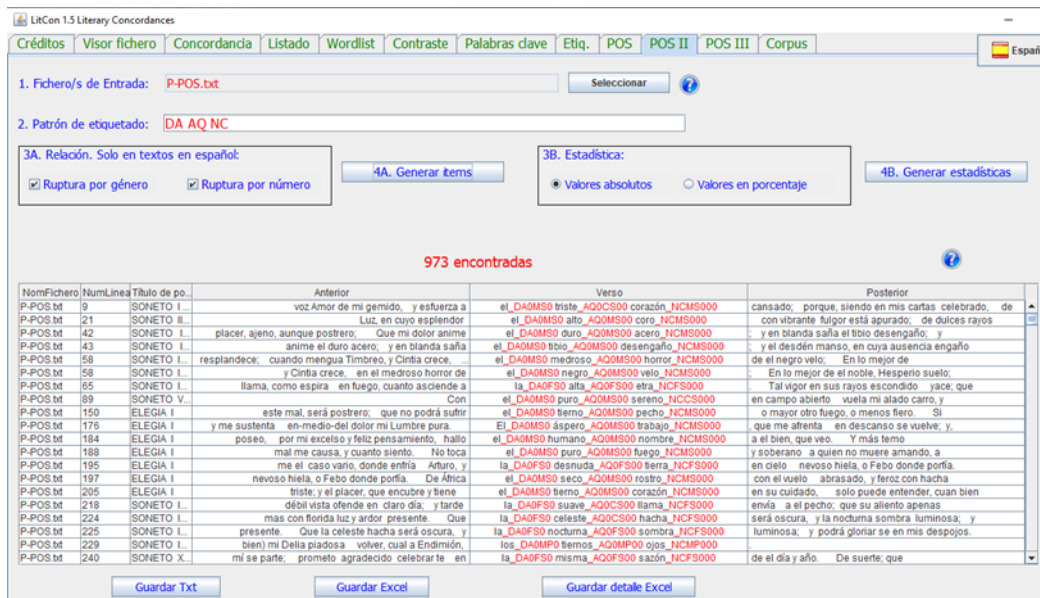 LitCon 1.5 Literary Concordances
Créditos Visor fichero Concordancia Listado Wordlist Contraste Palabras clave Etiq. POS POS II POS III Corpus Españ
1. Fichero/s de Entrada: P-POS.txt Seleccionar ?
2. Patrón de etiquetado: DA AQ NC
3A. Relación. Solo en textos en español: 3B. Estadística:
4A. Generar ítems 4B. Generar estadísticas
Ruptura por género Ruptura por número Valores absolutos Valores en porcentaje
973 encontradas ?
NomFichero NumLinea Título de po... Anterior Verso Posterior
P-POS.txt 9 SONETO I ... voz Amor de mi gemido, y esfuerza a el_DA0MS0 triste_AQ0CS00 corazón_NCMS000 cansado; porque, siendo en mis cartas celebrado, de
P-POS.txt 21 SONETO II... Luz, en cuyo esplendor el_DA0MS0 alto_AQ0MS00 coro_NCMS000 con vibrante fulgor está apurado; de dulces rayos
P-POS.txt 42 SONETO I... placer, ajeno, aunque postrero; Que mi dolor anime el_DA0MS0 duro_AQ0MS00 acero_NCMS000 ; y en blanda saña el tibio desengaño; y
P-POS.txt 43 SONETO I... anime el duro acero; y en blanda saña el_DA0MS0 tibio_AQ0MS00 desengaño_NCMS000 ; y el desdén manso, en cuya ausencia engaño
P-POS.txt 58 SONETO I... resplandece; cuando mengua Timbreo, y Cintia crece, ... el_DA0MS0 medroso_AQ0MS00 horror_NCMS000 de el negro velo; En lo mejor de
P-POS.txt 58 SONETO I... y Cintia crece, en el medroso horror de el_DA0MS0 negro_AQ0MS00 velo_NCMS000 ; En lo mejor de el noble, Hesperio suelo;
P-POS.txt 65 SONETO I... llama, como espira en fuego, cuanto asciende a la_DA0FS0 alta_AQ0FS00 etra_NCFS000 . Tal vigor en sus rayos escondido yace; que
P-POS.txt 89 SONETO V... Con el_DA0MS0 puro_AQ0MS00 sereno_NCCS000 en campo abierto vuela mi alado carro, y
P-POS.txt 150 ELEGIA I este mal, será postrero; que no podrá sufrir el_DA0MS0 tierno_AQ0MS00 pecho_NCMS000 o mayor otro fuego, o menos fiero. Si
P-POS.txt 176 ELEGIA I y me sustenta en-medio-del dolor mi Lumbre pura. El_DA0MS0 áspero_AQ0MS00 trabajo_NCMS000 , que me afrenta en descanso se vuelve; y,
P-POS.txt 184 ELEGIA I poseo, por mi excelso y feliz pensamiento, hallo el_DA0MS0 humano_AQ0MS00 nombre_NCMS000 a el bien, que veo. Y más temo
P-POS.txt 188 ELEGIA I mal me causa, y cuanto siento. No toca el_DA0MS0 puro_AQ0MS00 fuego_NCMS000 y soberano a quien no muere amando, a
P-POS.txt 195 ELEGIA I me el caso vario, donde enfría Arturo, y la_DA0FS0 desnuda_AQ0FS00 tierra_NCFS000 en cielo nevoso hiela, o Febo donde porfía.
P-POS.txt 197 ELEGIA I nevoso hiela, o Febo donde porfía. De África el_DA0MS0 seco_AQ0MS00 rostro_NCMS000 con el vuelo abrasado, y feroz con hacha
P-POS.txt 205 ELEGIA I triste; y el placer, que encubre y tiene el_DA0MS0 tierno_AQ0MS00 corazón_NCMS000 en su cuidado, solo puede entender, cuan bien
P-POS.txt 218 SONETO I... débil vista ofende en claro día; y tarde la_DA0FS0 suave_AQ0CS00 llama_NCFS000 envía a el pecho; que su aliento apenas
P-POS.txt 224 SONETO I... mas con florida luz y ardor presente. Que la_DA0FS0 celeste_AQ0CS00 hacha_NCFS000 será oscura, y la nocturna sombra luminosa; y
P-POS.txt 225 SONETO I... presente. Que la celeste hacha será oscura, y la_DA0FS0 nocturna_AQ0FS00 sombra_NCFS000 luminosa; y podrá gloriar se en mis despojos.
P-POS.txt 229 SONETO I... bien) mi Delia piadosa volver, cual a Endimión, los_DA0MP0 tiernos_AQ0MP00 ojos_NCMP000 .
P-POS.txt 240 SONETO X... mí se parte; prometo agradecido celebrar te en la_DA0FS0 misma_AQ0FS00 sazón_NCFS000 de el día y año. De suerte; que
Guardar Txt Guardar Excel Guardar detalle Excel